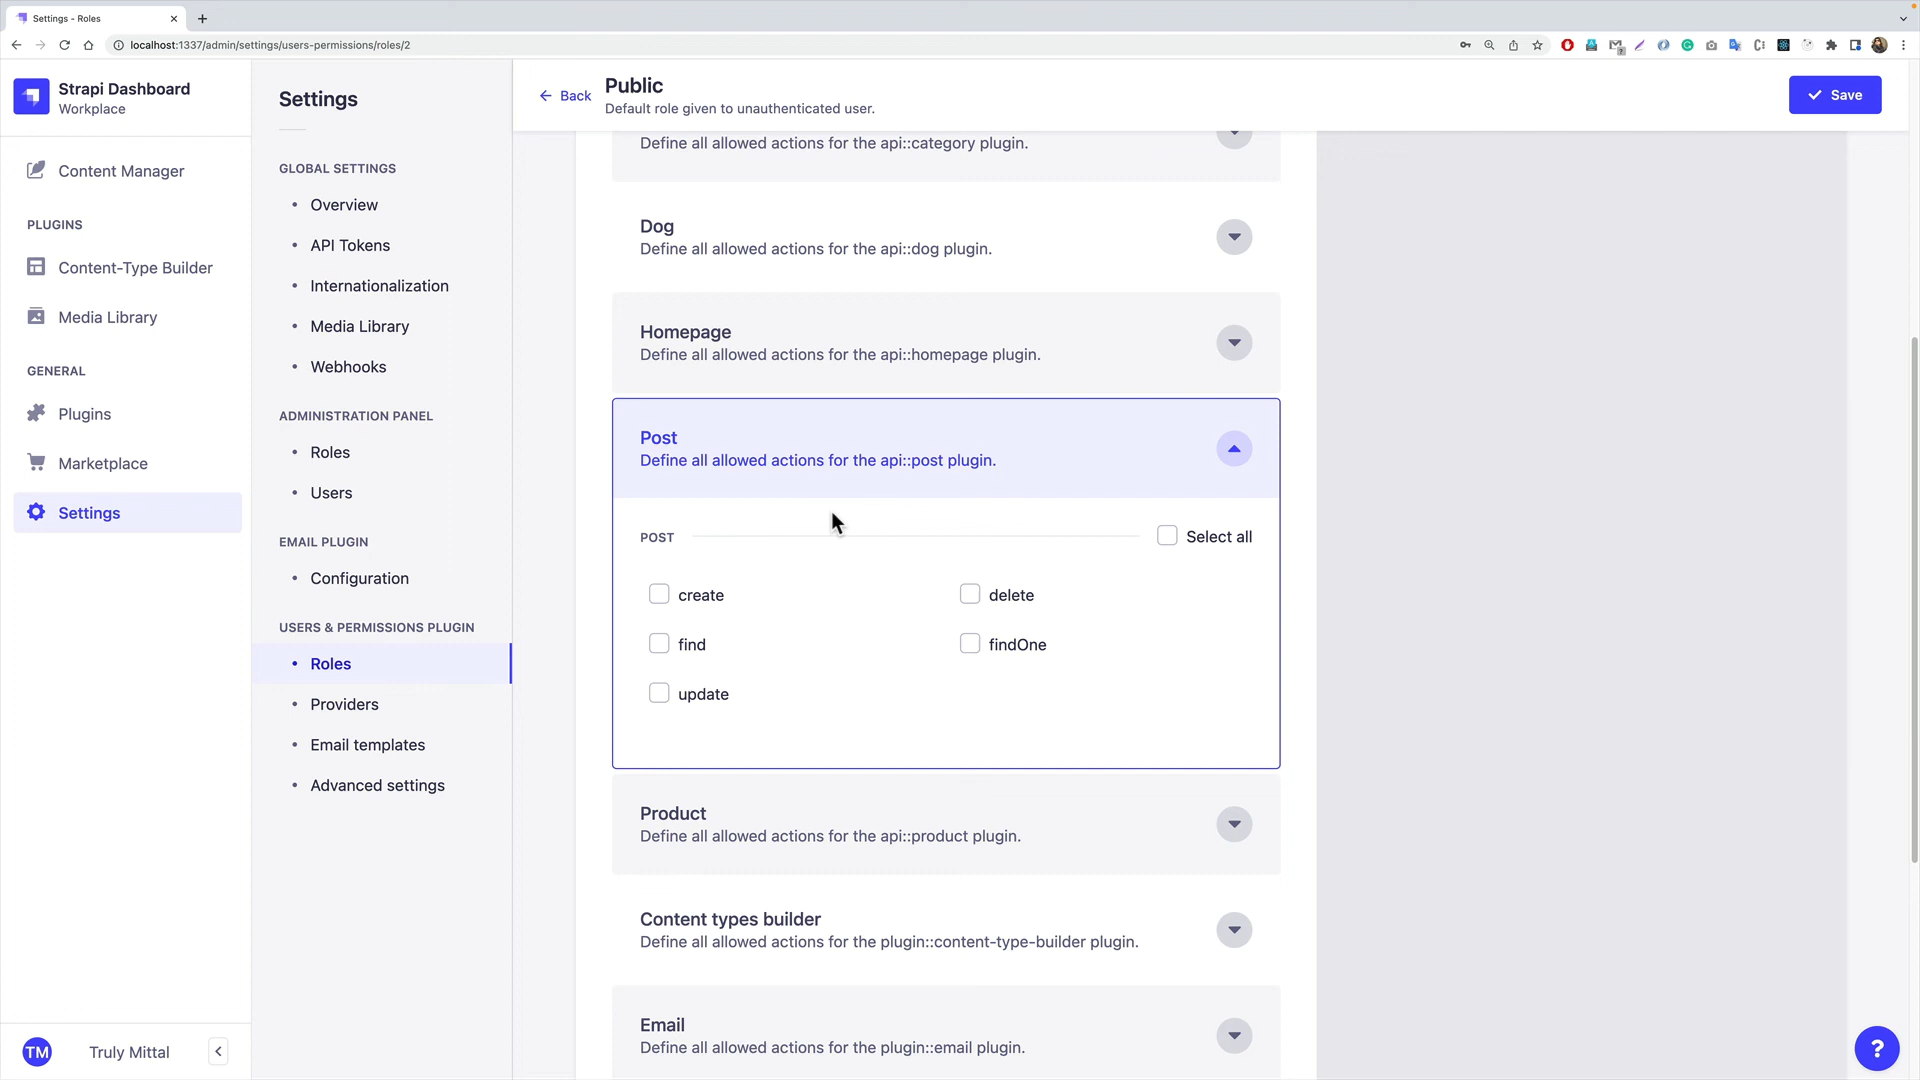 Settings - Roles
localhost:1337/admin/settings/users-permissions/roles/2
Strapi Dashboard
Workplace
Content Manager
PLUGINS
Content-Type Builder
Media Library
GENERAL
Plugins
Marketplace
Settings
TM
Truly Mittal
Settings
GLOBAL SETTINGS
Overview
API Tokens
Internationalization
Media Library
Webhooks
ADMINISTRATION PANEL
Roles
Users
EMAIL PLUGIN
Configuration
USERS & PERMISSIONS PLUGIN
Roles
Providers
Email templates
Advanced settings
Back
Public
Default role given to unauthenticated user.
Save
Define all allowed actions for the api::category plugin.
Dog
Define all allowed actions for the api::dog plugin.
Homepage
Define all allowed actions for the api::homepage plugin.
Post
Define all allowed actions for the api::post plugin.
POST
Select all
create
delete
find
findOne
update
Product
Define all allowed actions for the api::product plugin.
Content types builder
Define all allowed actions for the plugin::content-type-builder plugin.
Email
Define all allowed actions for the plugin::email plugin.
?